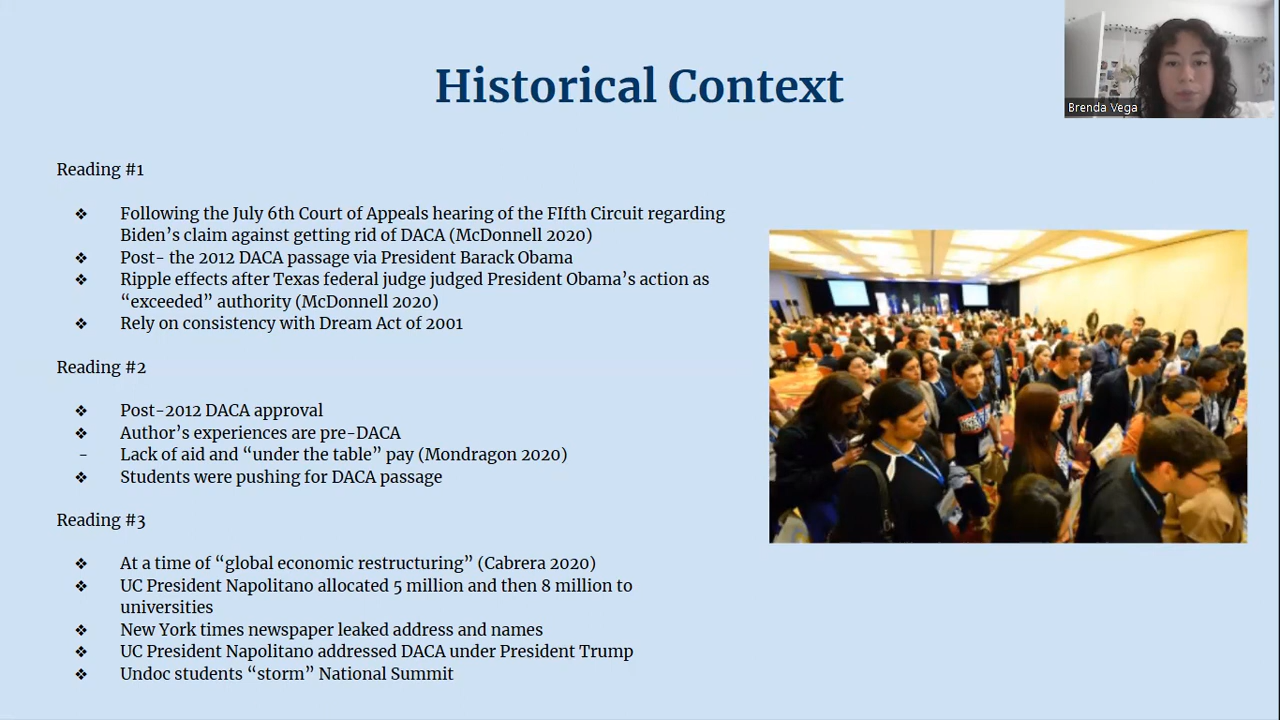 Historical Context
Brenda Vega
Reading #1
❖ Following the July 6th Court of Appeals hearing of the FIfth Circuit regarding
Biden’s claim against getting rid of DACA (McDonnell 2020)
❖ Post- the 2012 DACA passage via President Barack Obama
❖ Ripple effects after Texas federal judge judged President Obama’s action as
“exceeded” authority (McDonnell 2020)
❖ Rely on consistency with Dream Act of 2001
Reading #2
❖ Post-2012 DACA approval
❖ Author’s experiences are pre-DACA
- Lack of aid and “under the table” pay (Mondragon 2020)
❖ Students were pushing for DACA passage
Reading #3
❖ At a time of “global economic restructuring” (Cabrera 2020)
❖ UC President Napolitano allocated 5 million and then 8 million to
universities
❖ New York times newspaper leaked address and names
❖ UC President Napolitano addressed DACA under President Trump
❖ Undoc students “storm” National Summit